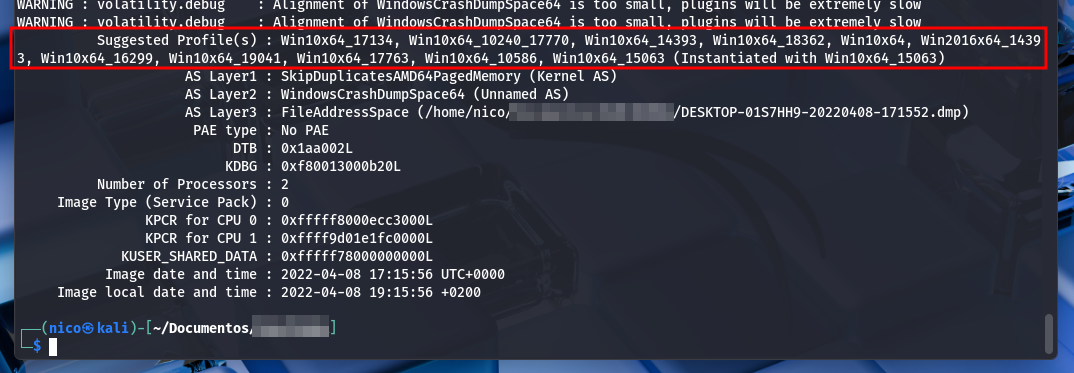 WARNING : volatility.debug    : Alignment of WindowsCrashDumpSpace64 is too small, plugins will be extremely slow
WARNING : volatility.debug    : Alignment of WindowsCrashDumpSpace64 is too small, plugins will be extremely slow
Suggested Profile(s) : Win10x64_17134, Win10x64_10240_17770, Win10x64_14393, Win10x64_18362, Win10x64, Win2016x64_1439
3, Win10x64_16299, Win10x64_19041, Win10x64_17763, Win10x64_10586, Win10x64_15063 (Instantiated with Win10x64_15063)
AS Layer1 : SkipDuplicatesAMD64PagedMemory (Kernel AS)
AS Layer2 : WindowsCrashDumpSpace64 (Unnamed AS)
AS Layer3 : FileAddressSpace (/home/nico/ /DESKTOP-01S7HH9-20220408-171552.dmp)
PAE type : No PAE
DTB : 0x1aa002L
KDBG : 0xf80013000b20L
Number of Processors : 2
Image Type (Service Pack) : 0
KPCR for CPU 0 : 0xfffff8000ecc3000L
KPCR for CPU 1 : 0xffff9d01e1fc0000L
KUSER_SHARED_DATA : 0xfffff78000000000L
Image date and time : 2022-04-08 17:15:56 UTC+0000
Image local date and time : 2022-04-08 19:15:56 +0200
┌──(nico㉿kali)-[~/Documentos/ ]
└─$